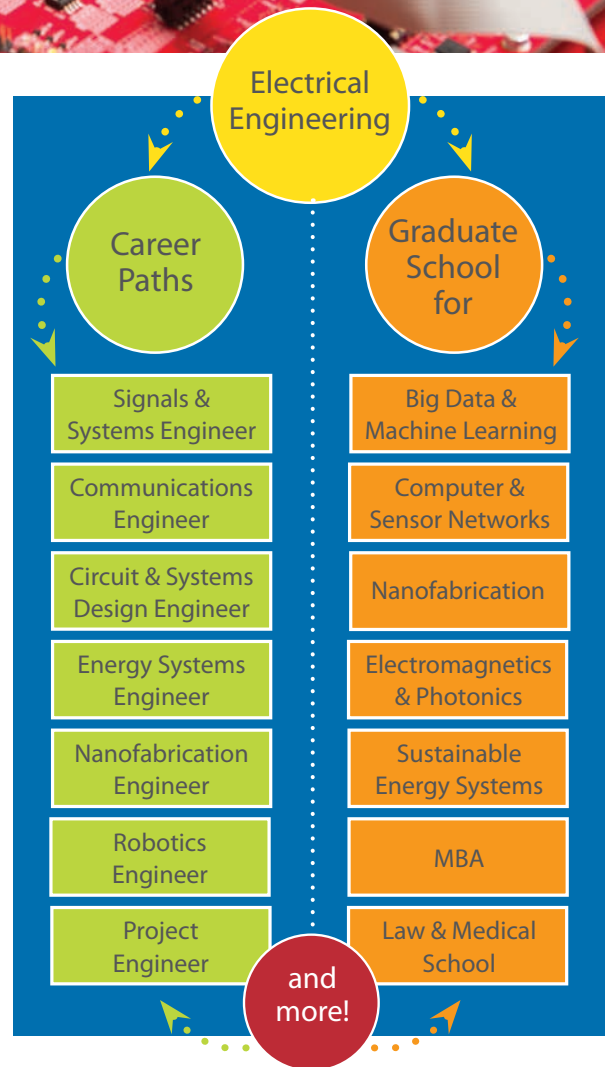 Electrical
Engineering
Career
Paths
Signals &
Systems Engineer
Communications
Engineer
Circuit & Systems
Design Engineer
Energy Systems
Engineer
Nanofabrication
Engineer
Robotics
Engineer
Project
Engineer
Graduate
School
for
Big Data &
Machine Learning
Computer &
Sensor Networks
Nanofabrication
Electromagnetics
& Photonics
Sustainable
Energy Systems
MBA
Law & Medical
School
and
more!